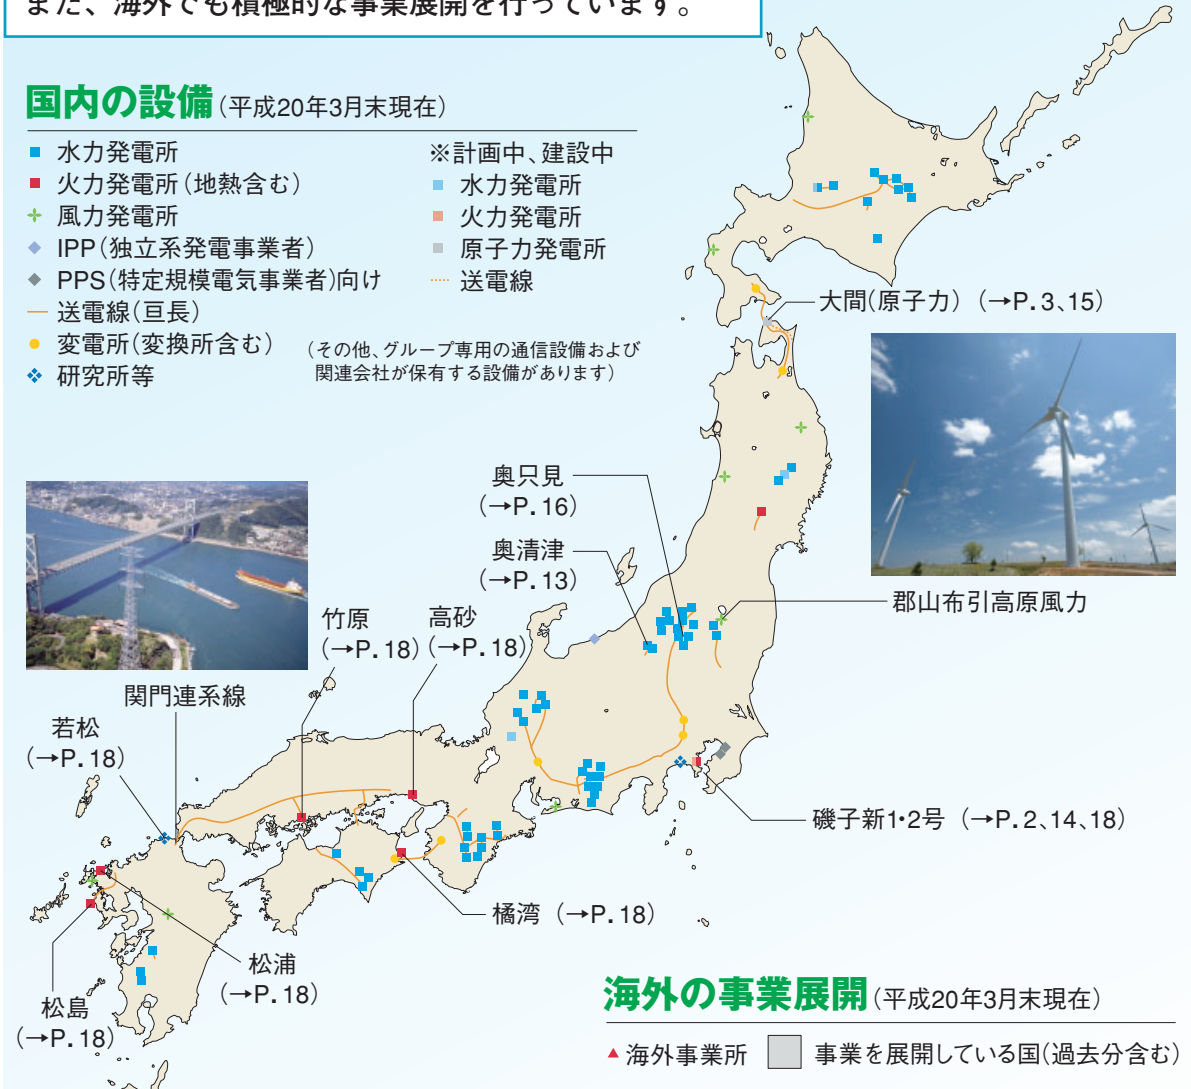 また、海外でも積極的な事業展開を行っています。
国内の設備(平成20年3月末現在)
水力発電所
火力発電所(地熱含む)
風力発電所
IPP(独立系発電事業者)
PPS(特定規模電気事業者)向け
送電線(亘長)
変電所(変換所含む)
研究所等
※計画中、建設中
水力発電所
火力発電所
原子力発電所
送電線
(その他、グループ専用の通信設備および
関連会社が保有する設備があります)
大間(原子力) (→P.3、15)
奥只見
(→P.16)
奥清津
(→P.13)
郡山布引高原風力
竹原
(→P.18)
高砂
(→P.18)
関門連系線
若松
(→P.18)
磯子新1・2号 (→P.2、14、18)
橘湾 (→P.18)
松浦
(→P.18)
松島
(→P.18)
海外の事業展開(平成20年3月末現在)
海外事業所
事業を展開している国(過去分含む)